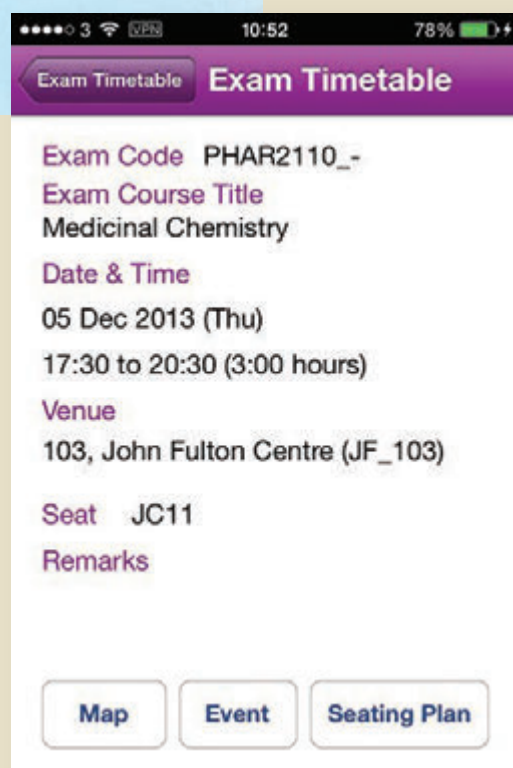 3 VPN 10:52 78%
Exam Timetable Exam Timetable
Exam Code PHAR2110_-
Exam Course Title
Medicinal Chemistry
Date & Time
05 Dec 2013 (Thu)
17:30 to 20:30 (3:00 hours)
Venue
103, John Fulton Centre (JF_103)
Seat JC11
Remarks
Map Event Seating Plan